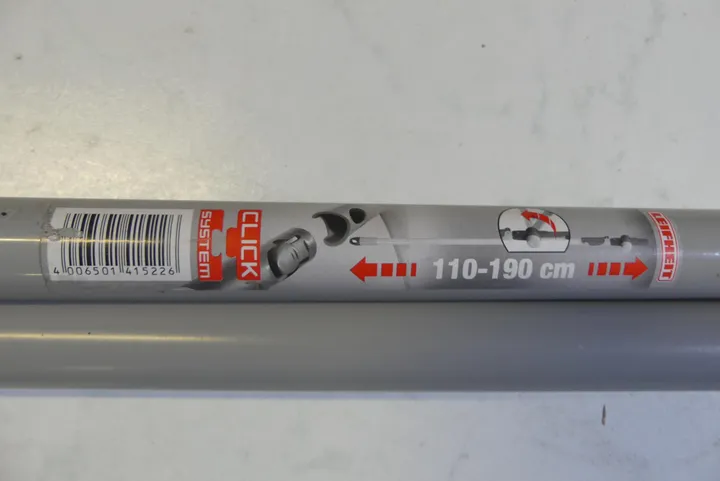 4 006501 415226
CLICK
SYSTEM
110-190 cm
LEIFHEIT